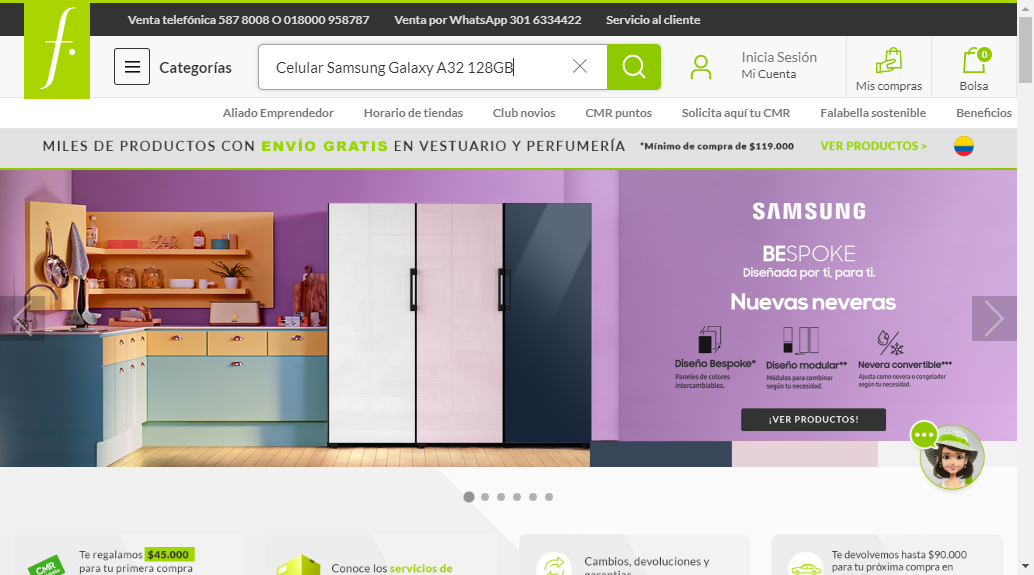 Venta telefónica 587 8008 O 018000 958787 Venta por WhatsApp 301 6334422 Servicio al cliente
f.
Categorías
Celular Samsung Galaxy A32 128GB
Inicia Sesión
Mi Cuenta
Mis compras
0
Bolsa
Aliado Emprendedor Horario de tiendas Club novios CMR puntos Solicita aquí tu CMR Falabella sostenible Beneficios
MILES DE PRODUCTOS CON ENVÍO GRATIS EN VESTUARIO Y PERFUMERÍA *Mínimo de compra de $119.000 VER PRODUCTOS >
SAMSUNG
BESPOKE
Diseñada por ti, para ti.
Nuevas neveras
Diseño Bespoke*
Paneles de colores
intercambiables.
Diseño modular**
Módulos para combinar
según tu necesidad.
Nevera convertible***
Ajusta como nevera o congelador
según tu necesidad.
¡VER PRODUCTOS!
CMR
Te regalamos $45.000
para tu primera compra
Conoce los servicios de
Cambios, devoluciones y
garantias
Te devolvemos hasta $90.000
para tu próxima compra en